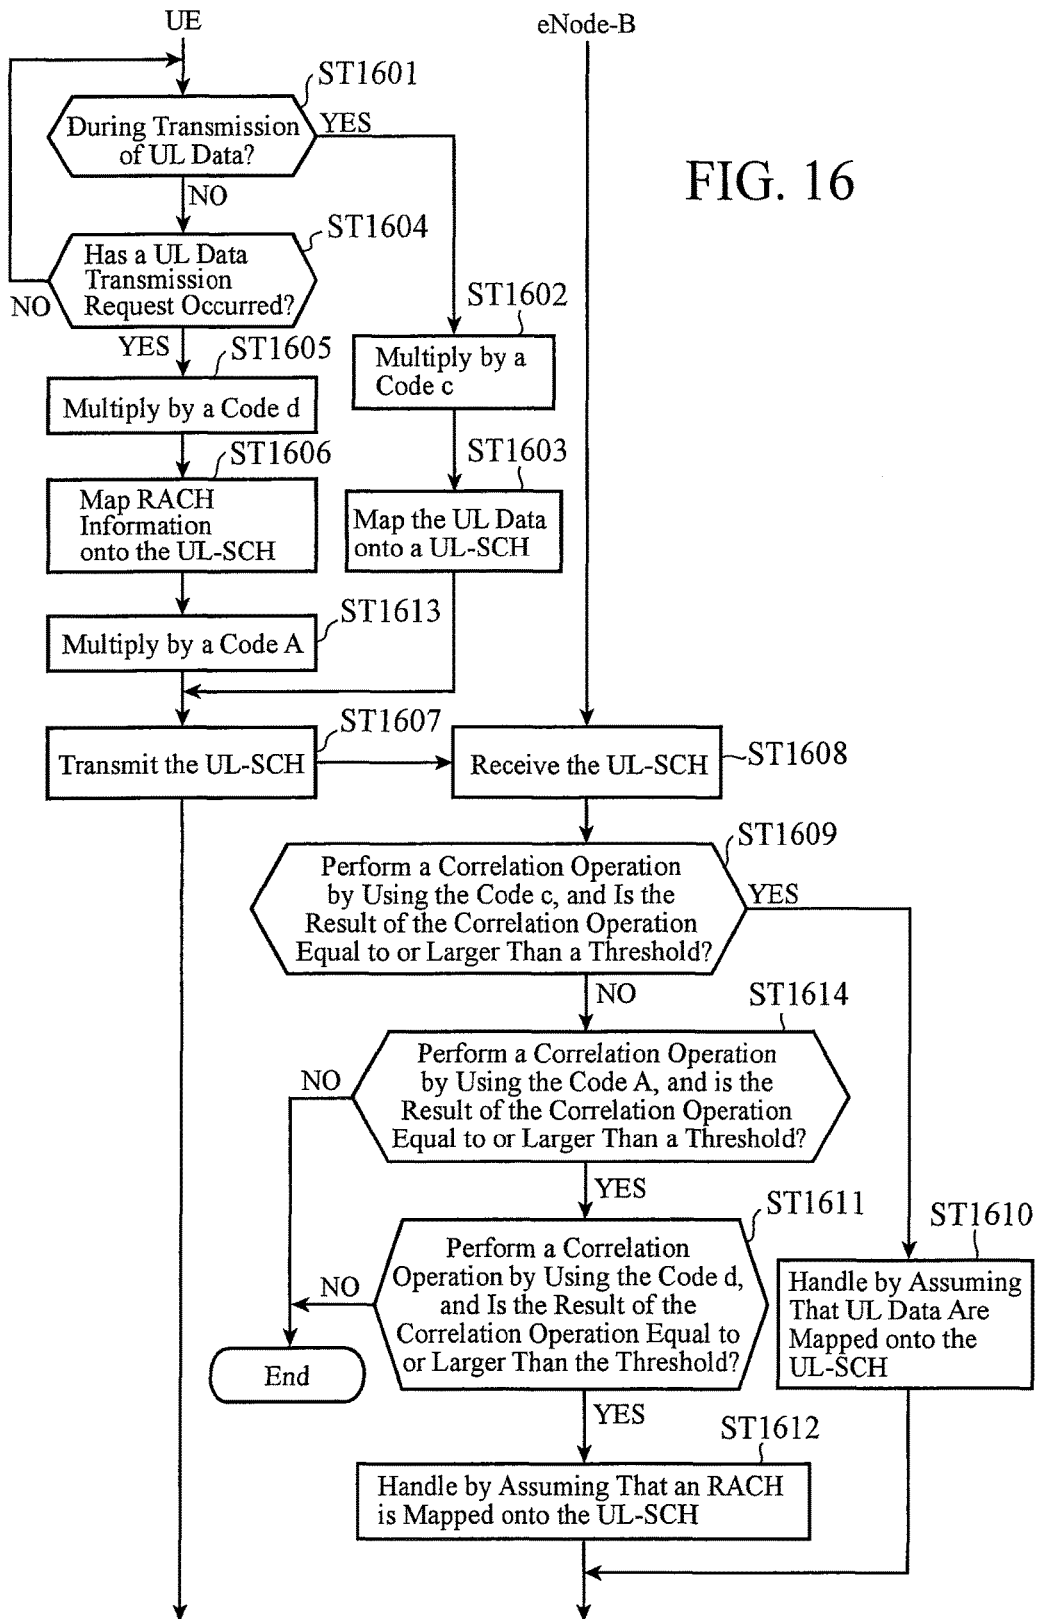 UE
eNode-B
ST1601
During Transmission
of UL Data?
YES
FIG. 16
NO
ST1604
Has a UL Data
Transmission
Request Occurred?
NO
ST1602
YES
ST1605
Multiply by a
Code c
Multiply by a Code d
ST1606
ST1603
Map RACH
Information
onto the UL-SCH
Map the UL Data
onto a UL-SCH
ST1613
Multiply by a Code A
ST1607
Transmit the UL-SCH
Receive the UL-SCH
ST1608
ST1609
Perform a Correlation Operation
by Using the Code c, and Is the
Result of the Correlation Operation
Equal to or Larger Than a Threshold?
YES
NO
ST1614
Perform a Correlation Operation
by Using the Code A, and is the
Result of the Correlation Operation
Equal to or Larger Than a Threshold?
NO
YES
ST1611
ST1610
Perform a Correlation
Operation by Using the Code d,
and Is the Result of the
Correlation Operation Equal to
or Larger Than the Threshold?
NO
Handle by Assuming
That UL Data Are
Mapped onto the
UL-SCH
End
YES
ST1612
Handle by Assuming That an RACH
is Mapped onto the UL-SCH